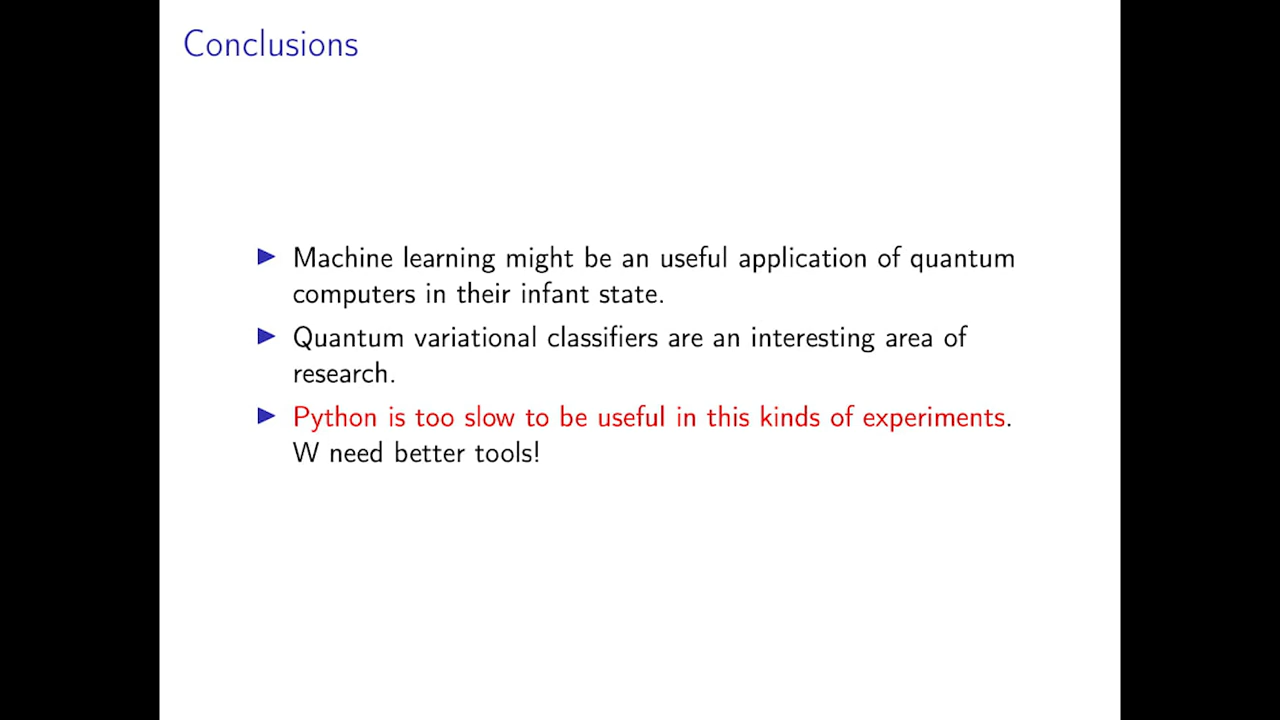 Conclusions
Machine learning might be an useful application of quantum
computers in their infant state.
Quantum variational classifiers are an interesting area of
research.
Python is too slow to be useful in this kinds of experiments.
W need better tools!